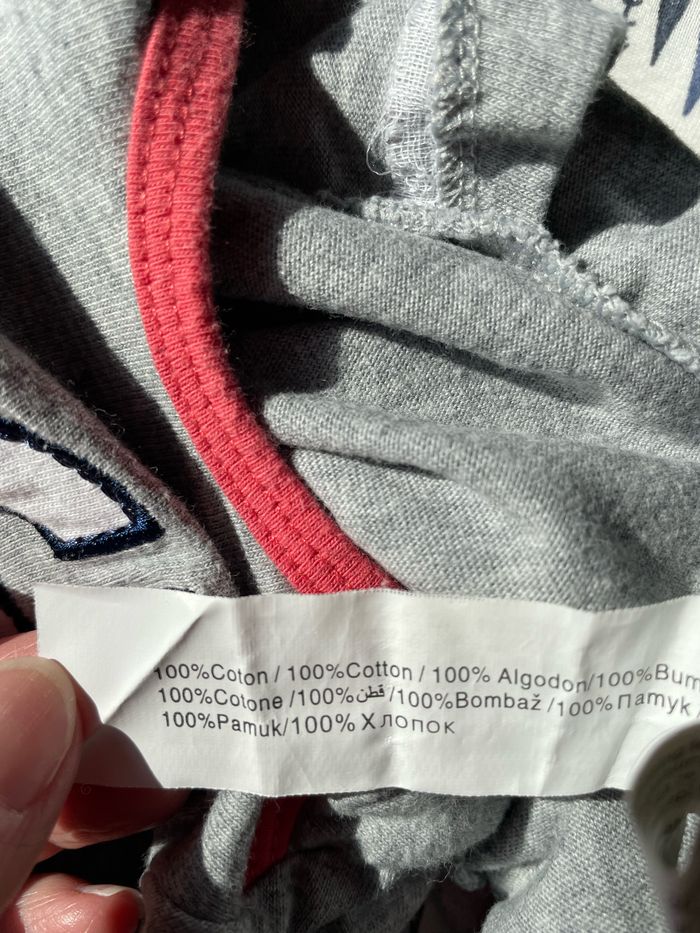 100%Coton / 100%Cotton / 100% Algodon/100%Bum
100%Cotone /100%قطن/100%Bombaž /100%Памук
100%Pamuk/100% Хлопок